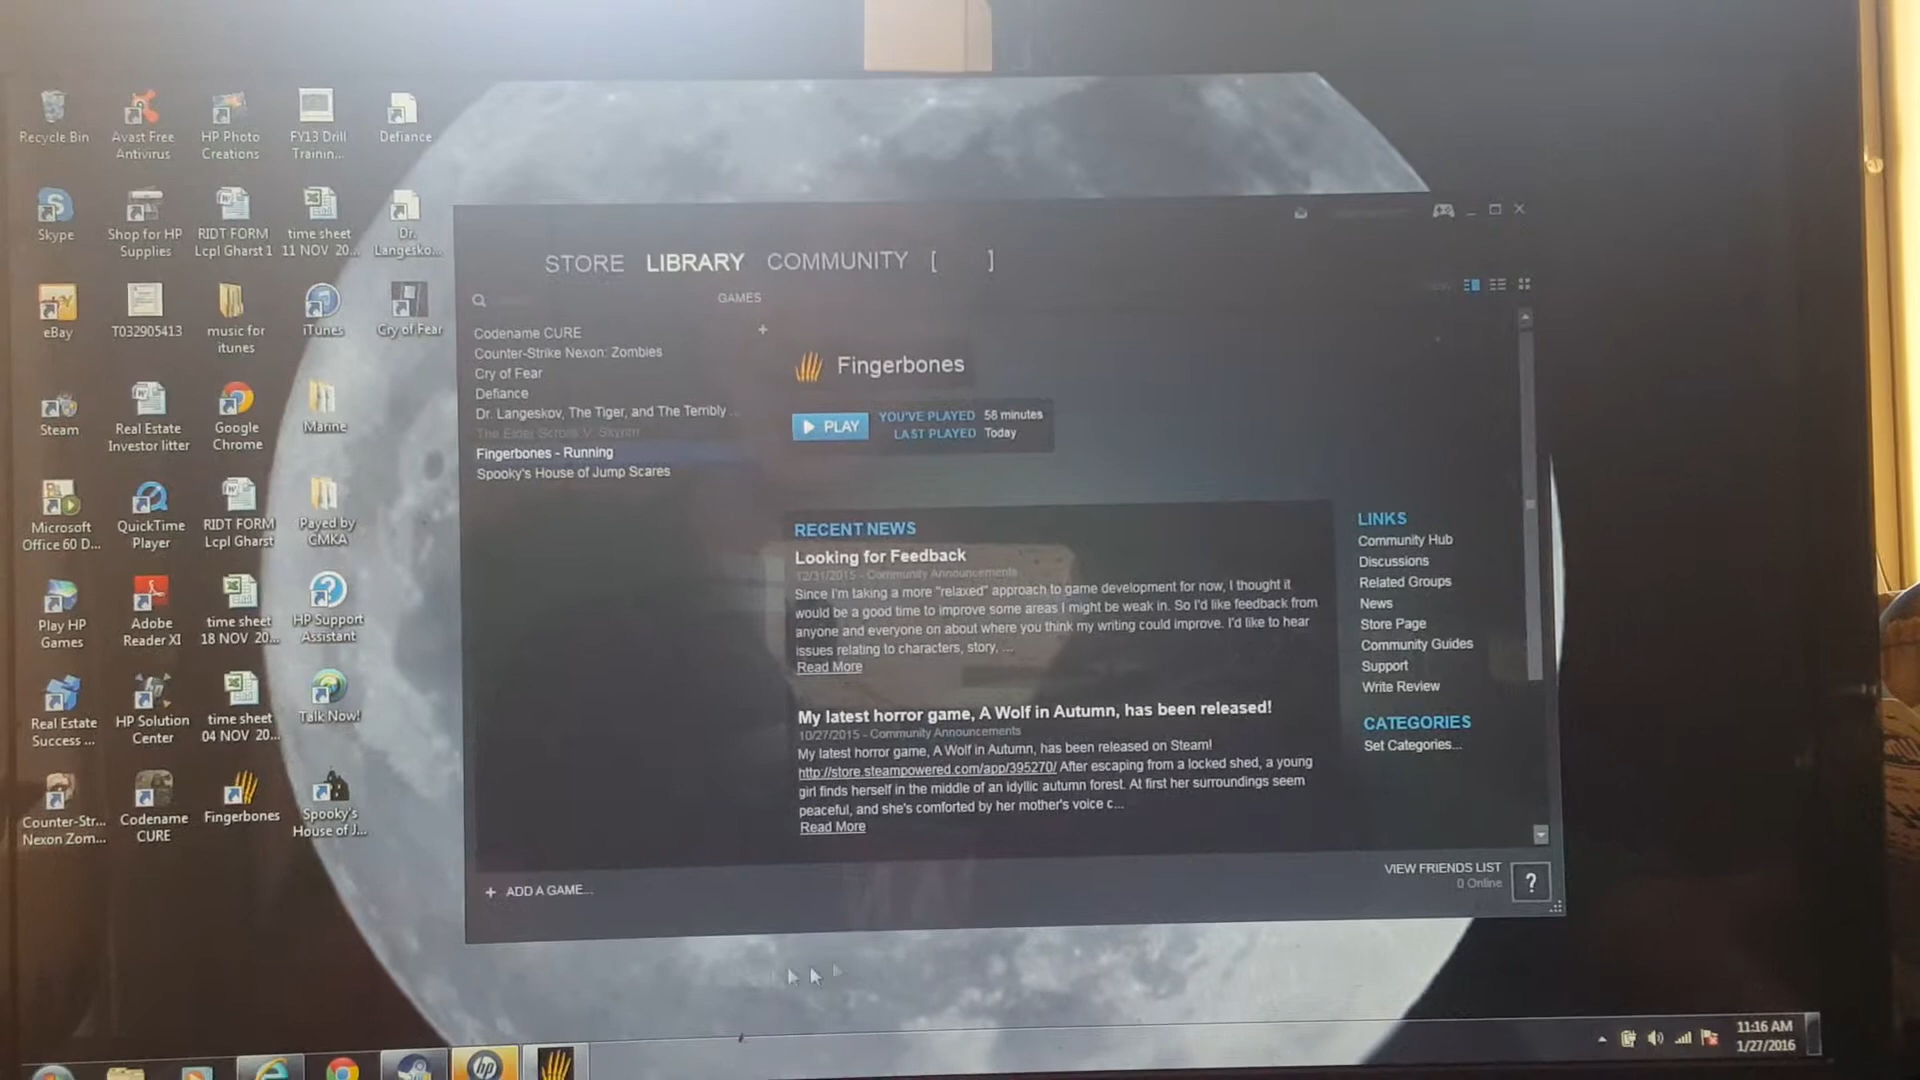 Recycle Bin
Avast Free
Antivirus
HP Photo
Creations
FY13 Drill
Trainin...
Defiance
Skype
Shop for HP
Supplies
RIDT FORM
Lcpl Gharst 1
time sheet
11 NOV 20...
Dr.
Langesko...
eBay
T032905413
music for
itunes
iTunes
Cry of Fear
Steam
Real Estate
Investor litter
Google
Chrome
Marine
Microsoft
Office 60 D...
QuickTime
Player
RIDT FORM
Lcpl Gharst
Payed by
CMKA
Play HP
Games
Adobe
Reader XI
time sheet
18 NOV 20...
HP Support
Assistant
Real Estate
Success ...
HP Solution
Center
time sheet
04 NOV 20...
Talk Now!
Counter-Str...
Nexon Zom...
Codename
CURE
Fingerbones
Spooky's
House of J...
STORE LIBRARY COMMUNITY [ ]
GAMES
+
Codename CURE
Counter-Strike Nexon: Zombies
Cry of Fear
Defiance
Dr. Langeskov, The Tiger, and The Terribly ...
The Elder Scrolls V: Skyrim
Fingerbones - Running
Spooky's House of Jump Scares
+ ADD A GAME...
Fingerbones
PLAY
YOU'VE PLAYED 58 minutes
LAST PLAYED Today
RECENT NEWS
Looking for Feedback
12/31/2015 - Community Announcements
Since I'm taking a more "relaxed" approach to game development for now, I thought it
would be a good time to improve some areas I might be weak in. So I'd like feedback from
anyone and everyone on about where you think my writing could improve. I'd like to hear
issues relating to characters, story, ...
Read More
My latest horror game, A Wolf in Autumn, has been released!
10/27/2015 - Community Announcements
My latest horror game, A Wolf in Autumn, has been released on Steam!
http://store.steampowered.com/app/395270/ After escaping from a locked shed, a young
girl finds herself in the middle of an idyllic autumn forest. At first her surroundings seem
peaceful, and she's comforted by her mother's voice c...
Read More
LINKS
Community Hub
Discussions
Related Groups
News
Store Page
Community Guides
Support
Write Review
CATEGORIES
Set Categories...
VIEW FRIENDS LIST
0 Online
?
hp
11:16 AM
1/27/2016